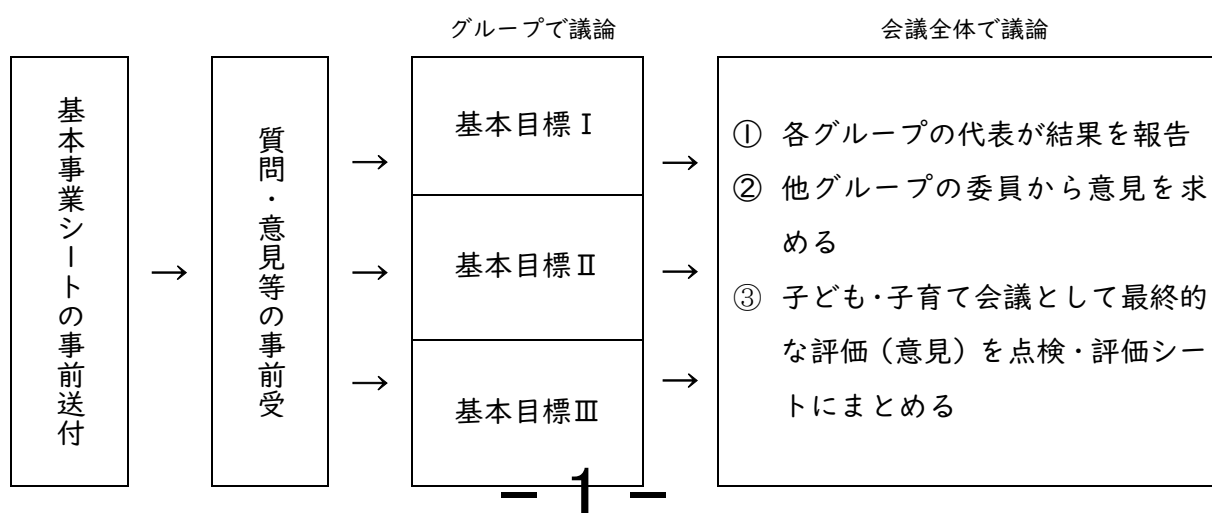 グループで議論
会議全体で議論
基本事業シートの事前送付
→
質問・意見等の事前受
→
→
→
基本目標Ⅰ
基本目標Ⅱ
基本目標Ⅲ
→
→
→
① 各グループの代表が結果を報告
② 他グループの委員から意見を求
める
③ 子ども・子育て会議として最終的
な評価（意見）を点検・評価シー
トにまとめる
－ 1 －